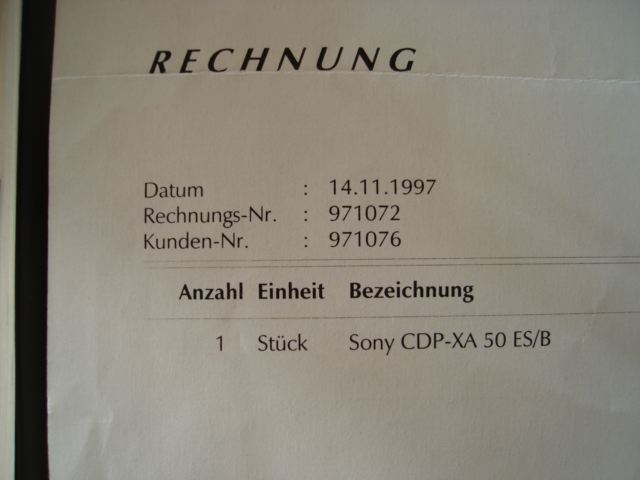 RECHNUNG
Datum : 14.11.1997
Rechnungs-Nr. : 971072
Kunden-Nr. : 971076
Anzahl Einheit Bezeichnung
1 Stück Sony CDP-XA 50 ES/B